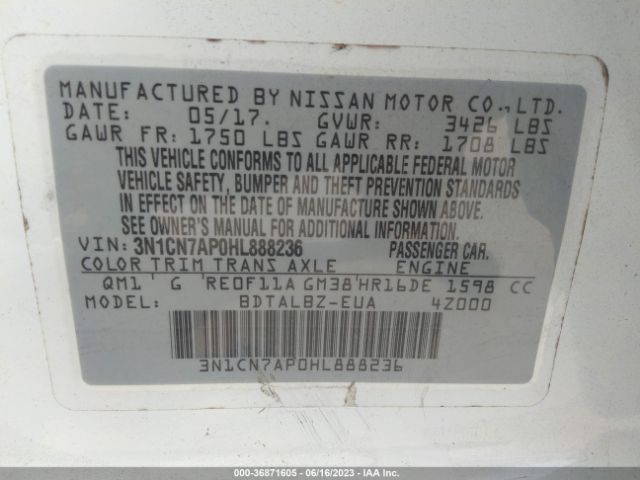 MANUFACTURED BY NISSAN MOTOR CO.,LTD.
DATE: 05/17. GVWR: 3426 LBS
GAWR FR: 1750 LBS GAWR RR: 1708 LBS
THIS VEHICLE CONFORMS TO ALL APPLICABLE FEDERAL MOTOR
VEHICLE SAFETY, BUMPER AND THEFT PREVENTION STANDARDS
IN EFFECT ON THE DATE OF MANUFACTURE SHOWN ABOVE.
SEE OWNER'S MANUAL FOR ADDITIONAL INFORMATION.
VIN: 3N1CN7AP0HL888236 PASSENGER CAR.
COLOR TRIM TRANS AXLE ENGINE
QM1 ' G ' RE0F11A GM38'HR16DE 1598 CC
MODEL: BDTALBZ-EUA 4Z000
3N1CN7AP0HL888236
000-36871605 - 06/16/2023 - IAA Inc.